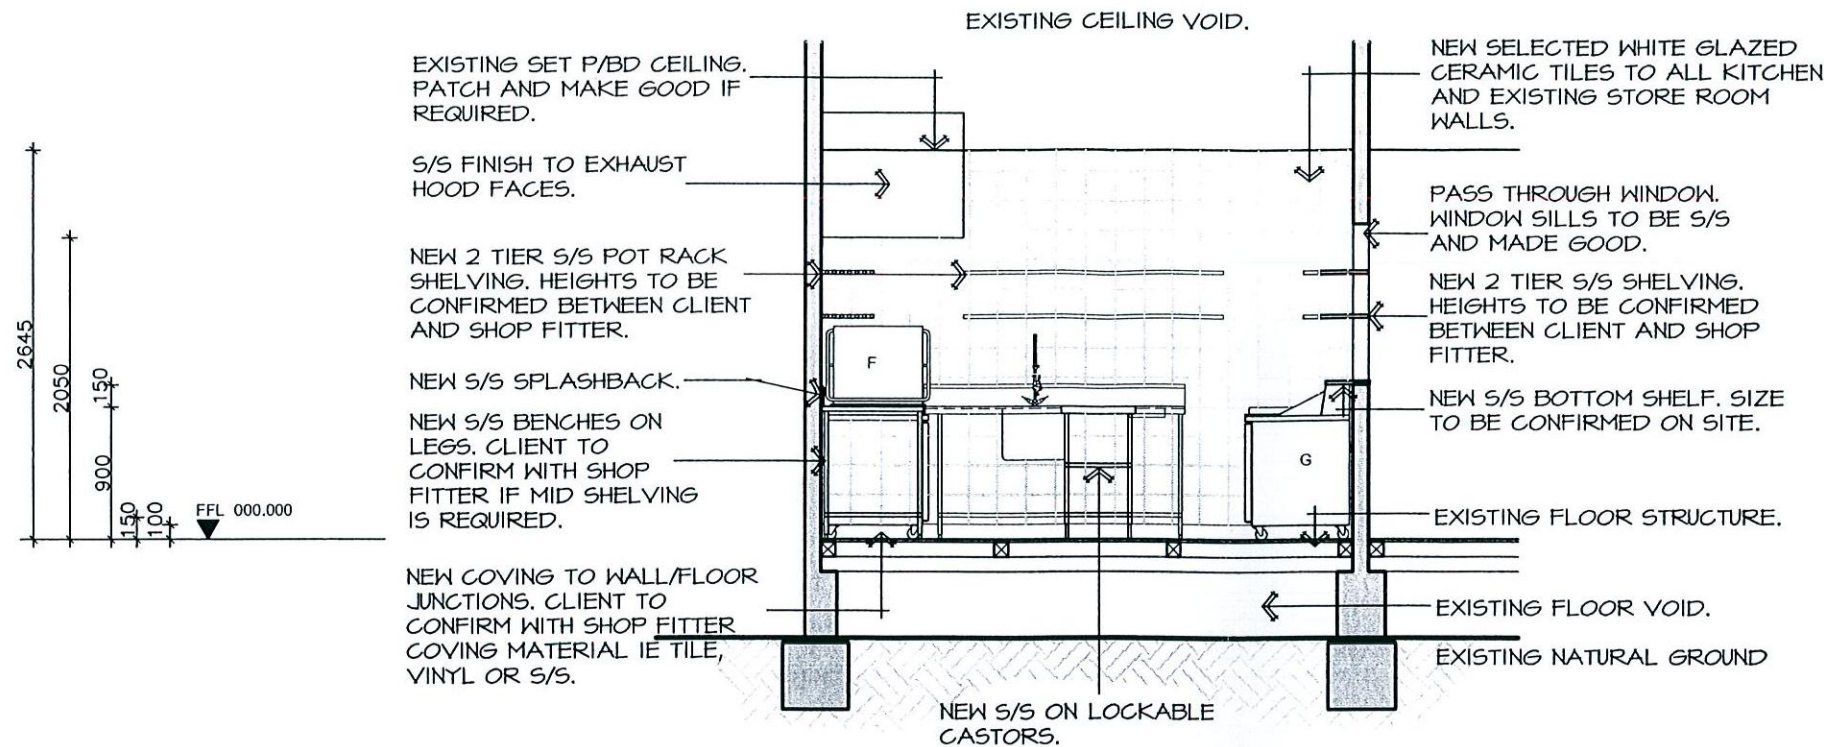 EXISTING CEILING VOID.
EXISTING SET P/BD CEILING.
PATCH AND MAKE GOOD IF
REQUIRED.
S/S FINISH TO EXHAUST
HOOD FACES.
NEW 2 TIER S/S POT RACK
SHELVING. HEIGHTS TO BE
CONFIRMED BETWEEN CLIENT
AND SHOP FITTER.
NEW S/S SPLASHBACK.
NEW S/S BENCHES ON
LEGS. CLIENT TO
CONFIRM WITH SHOP
FITTER IF MID SHELVING
IS REQUIRED.
NEW COVING TO WALL/FLOOR
JUNCTIONS. CLIENT TO
CONFIRM WITH SHOP FITTER
COVING MATERIAL IE TILE,
VINYL OR S/S.
2645
2050
150
900
150
100
FFL 000.000
F
G
NEW SELECTED WHITE GLAZED
CERAMIC TILES TO ALL KITCHEN
AND EXISTING STORE ROOM
WALLS.
PASS THROUGH WINDOW.
WINDOW SILLS TO BE S/S
AND MADE GOOD.
NEW 2 TIER S/S SHELVING.
HEIGHTS TO BE CONFIRMED
BETWEEN CLIENT AND SHOP
FITTER.
NEW S/S BOTTOM SHELF. SIZE
TO BE CONFIRMED ON SITE.
EXISTING FLOOR STRUCTURE.
EXISTING FLOOR VOID.
EXISTING NATURAL GROUND
NEW S/S ON LOCKABLE
CASTORS.